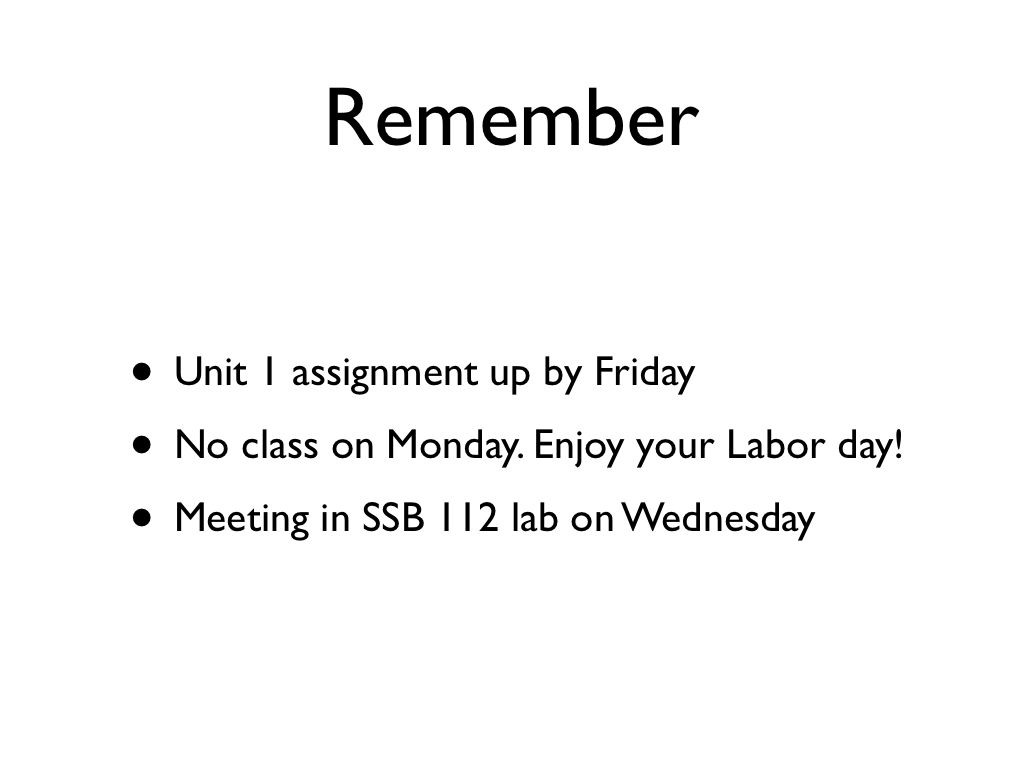 Remember
• Unit 1 assignment up by Friday
• No class on Monday. Enjoy your Labor day!
• Meeting in SSB 112 lab on Wednesday